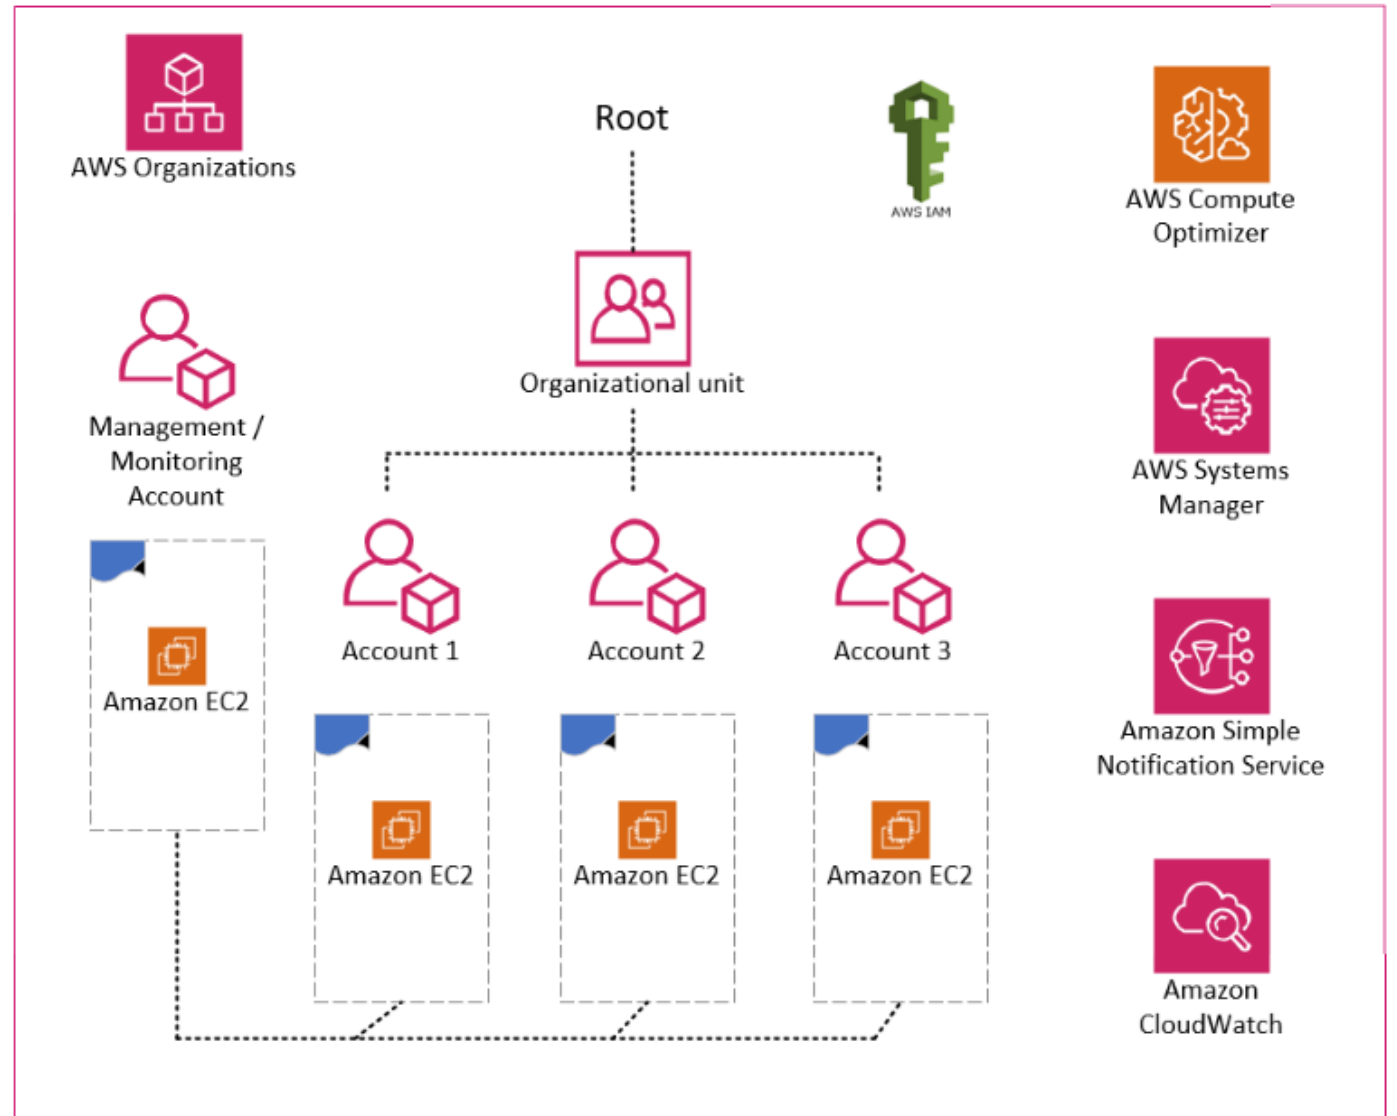 AWS Organizations
Root
AWS IAM
AWS Compute
Optimizer
Management /
Monitoring
Account
Organizational unit
AWS Systems
Manager
Amazon EC2
Account 1
Account 2
Account 3
Amazon Simple
Notification Service
Amazon EC2
Amazon EC2
Amazon EC2
Amazon
CloudWatch